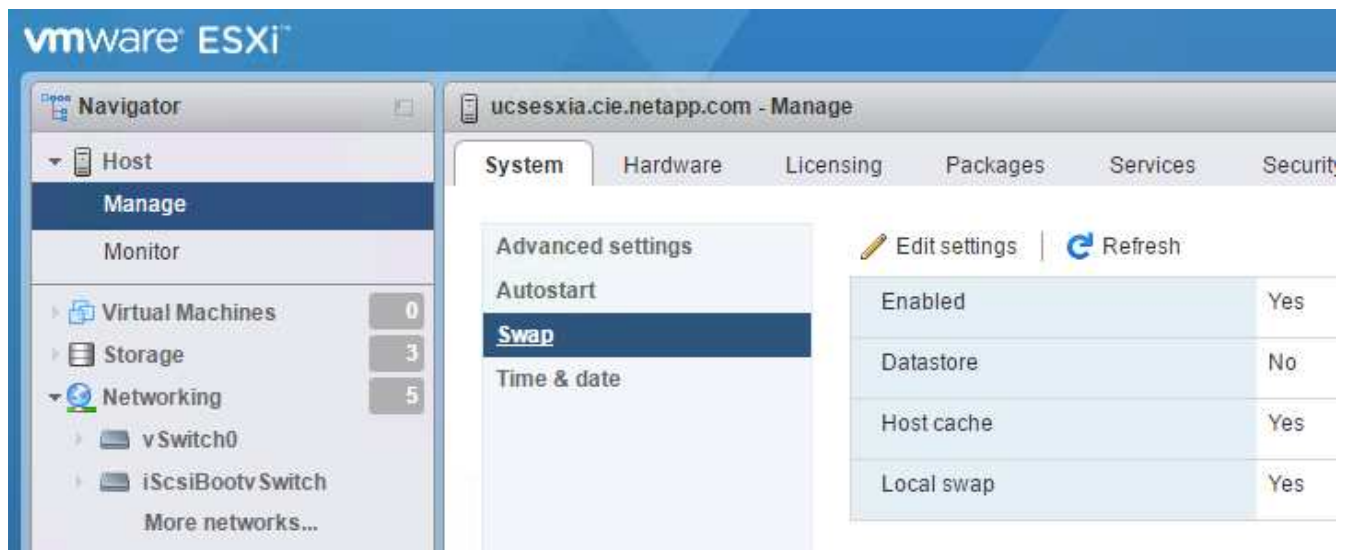 vmware ESXi™
Navigator
Host
Manage
Monitor
Virtual Machines 0
Storage 3
Networking 5
vSwitch0
iScsiBootvSwitch
More networks...
ucsesxia.cie.netapp.com - Manage
System Hardware Licensing Packages Services Security
Advanced settings
Autostart
Swap
Time & date
Edit settings | Refresh
Enabled Yes
Datastore No
Host cache Yes
Local swap Yes